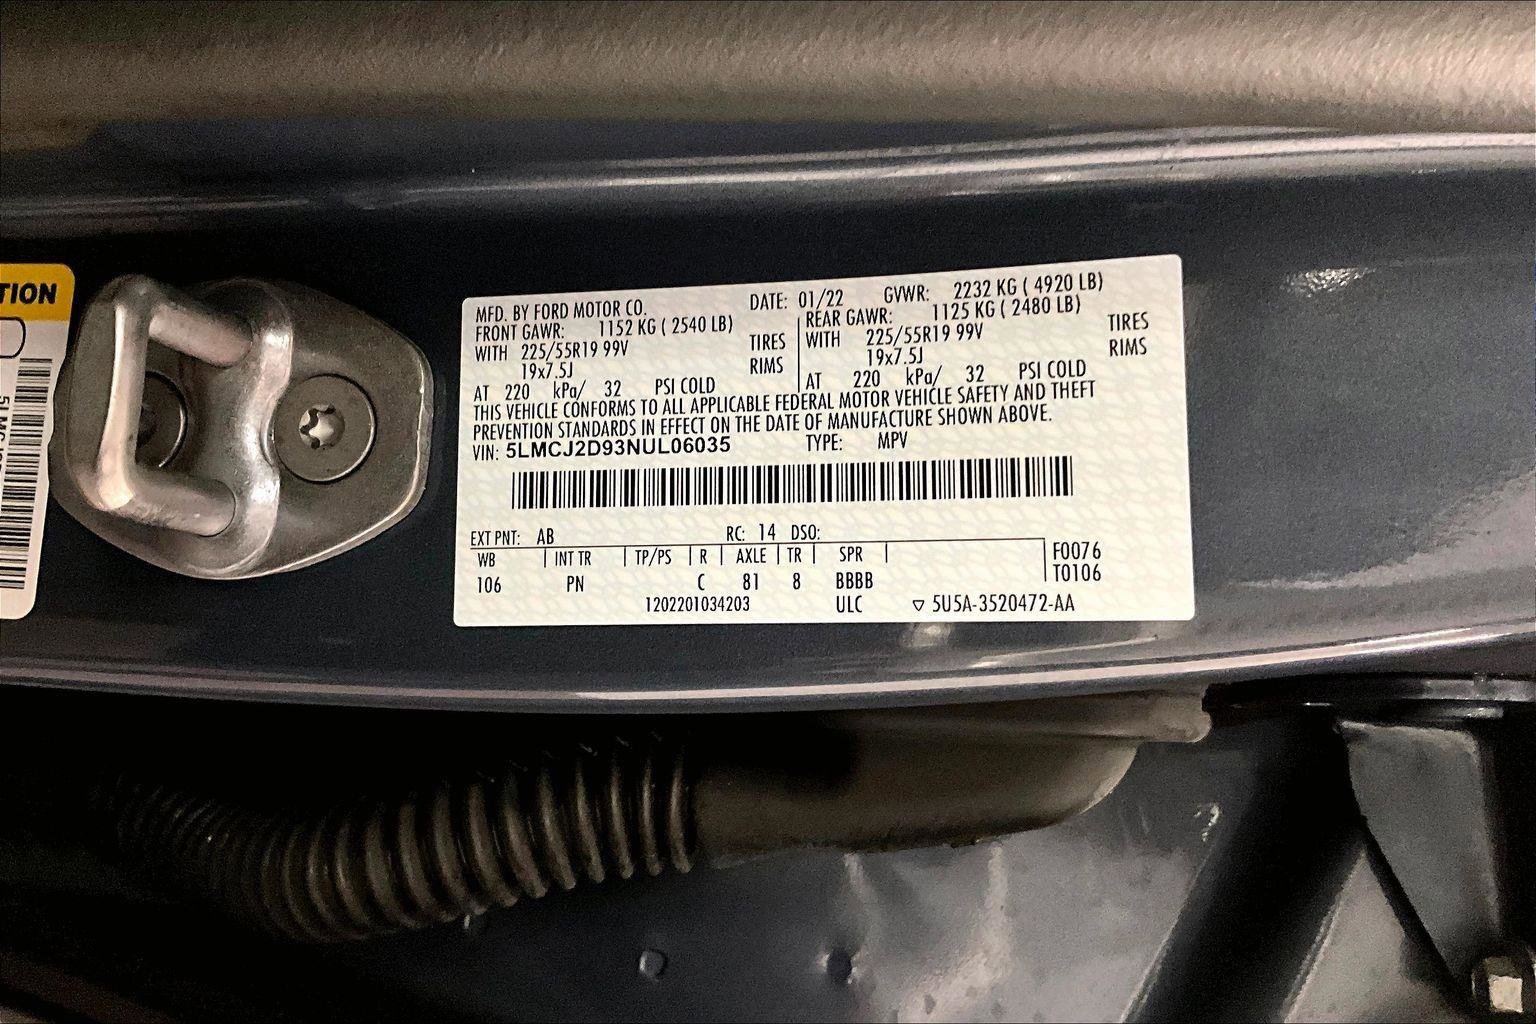 TION
MFD. BY FORD MOTOR CO. DATE: 01/22 GVWR: 2232 KG ( 4920 LB)
FRONT GAWR: 1152 KG ( 2540 LB) REAR GAWR: 1125 KG ( 2480 LB)
WITH 225/55R19 99V TIRES WITH 225/55R19 99V TIRES
19x7.5J RIMS 19x7.5J RIMS
AT 220 kPa/ 32 PSI COLD AT 220 kPa/ 32 PSI COLD
THIS VEHICLE CONFORMS TO ALL APPLICABLE FEDERAL MOTOR VEHICLE SAFETY AND THEFT
PREVENTION STANDARDS IN EFFECT ON THE DATE OF MANUFACTURE SHOWN ABOVE.
VIN: 5LMCJ2D93NUL06035 TYPE: MPV
EXT PNT: AB RC: 14 DSO:
WB INT TR TP/PS R AXLE TR SPR F0076
106 PN C 81 8 BBBB T0106
1202201034203 ULC ▽ 5U5A-3520472-AA